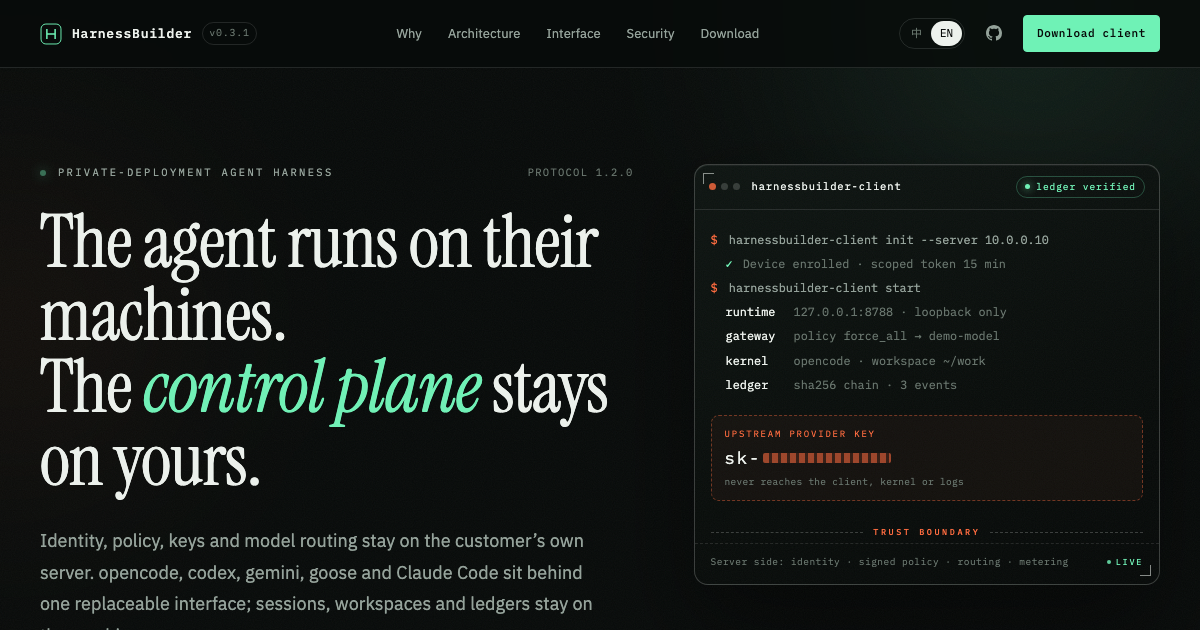 HarnessBuilder
v0.3.1
Why
Architecture
Interface
Security
Download
中
EN
Download client
PRIVATE-DEPLOYMENT AGENT HARNESS
PROTOCOL 1.2.0
The agent runs on their
machines.
The control plane stays
on yours.
Identity, policy, keys and model routing stay on the customer’s own
server. opencode, codex, gemini, goose and Claude Code sit behind
one replaceable interface; sessions, workspaces and ledgers stay on
harnessbuilder-client
ledger verified
$ harnessbuilder-client init --server 10.0.0.10
✓ Device enrolled · scoped token 15 min
$ harnessbuilder-client start
runtime 127.0.0.1:8788 · loopback only
gateway policy force_all → demo-model
kernel opencode · workspace ~/work
ledger sha256 chain · 3 events
UPSTREAM PROVIDER KEY
sk-
never reaches the client, kernel or logs
TRUST BOUNDARY
Server side: identity · signed policy · routing · metering
LIVE